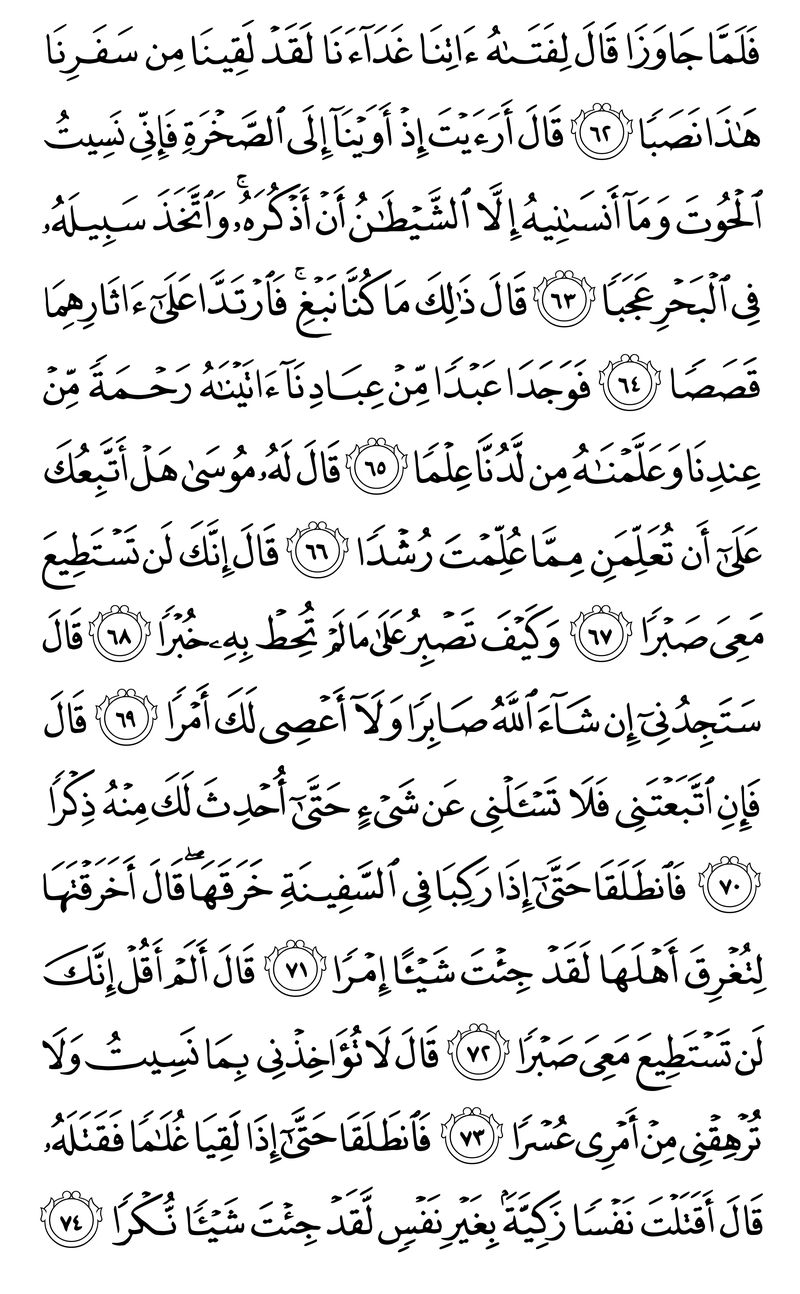 فَلَمَّا جَاوَزَا قَالَ لِفَتَىٰهُ ءَاتِنَا غَدَآءَنَا لَقَدۡ لَقِينَا مِن سَفَرِنَا
هَٰذَا نَصَبٗا ٦٢ قَالَ أَرَءَيۡتَ إِذۡ أَوَيۡنَآ إِلَى ٱلصَّخۡرَةِ فَإِنِّي نَسِيتُ
ٱلۡحُوتَ وَمَآ أَنسَىٰنِيهُ إِلَّا ٱلشَّيۡطَٰنُ أَنۡ أَذۡكُرَهُۥۚ وَٱتَّخَذَ سَبِيلَهُۥ
فِي ٱلۡبَحۡرِ عَجَبٗا ٦٣ قَالَ ذَٰلِكَ مَا كُنَّا نَبۡغِۚ فَٱرۡتَدَّا عَلَىٰٓ ءَاثَارِهِمَا
قَصَصٗا ٦٤ فَوَجَدَا عَبۡدٗا مِّنۡ عِبَادِنَآ ءَاتَيۡنَٰهُ رَحۡمَةٗ مِّنۡ
عِندِنَا وَعَلَّمۡنَٰهُ مِن لَّدُنَّا عِلۡمٗا ٦٥ قَالَ لَهُۥ مُوسَىٰ هَلۡ أَتَّبِعُكَ
عَلَىٰٓ أَن تُعَلِّمَنِ مِمَّا عُلِّمۡتَ رُشۡدٗا ٦٦ قَالَ إِنَّكَ لَن تَسۡتَطِيعَ
مَعِيَ صَبۡرٗا ٦٧ وَكَيۡفَ تَصۡبِرُ عَلَىٰ مَا لَمۡ تُحِطۡ بِهِۦ خُبۡرٗا ٦٨ قَالَ
سَتَجِدُنِيٓ إِن شَآءَ ٱللَّهُ صَابِرٗا وَلَآ أَعۡصِي لَكَ أَمۡرٗا ٦٩ قَالَ
فَإِنِ ٱتَّبَعۡتَنِي فَلَا تَسۡـَٔلۡنِي عَن شَيۡءٍ حَتَّىٰٓ أُحۡدِثَ لَكَ مِنۡهُ ذِكۡرٗا
٧٠ فَٱنطَلَقَا حَتَّىٰٓ إِذَا رَكِبَا فِي ٱلسَّفِينَةِ خَرَقَهَاۖ قَالَ أَخَرَقۡتَهَا
لِتُغۡرِقَ أَهۡلَهَا لَقَدۡ جِئۡتَ شَيۡـًٔا إِمۡرٗا ٧١ قَالَ أَلَمۡ أَقُلۡ إِنَّكَ
لَن تَسۡتَطِيعَ مَعِيَ صَبۡرٗا ٧٢ قَالَ لَا تُؤَاخِذۡنِي بِمَا نَسِيتُ وَلَا
تُرۡهِقۡنِي مِنۡ أَمۡرِي عُسۡرٗا ٧٣ فَٱنطَلَقَا حَتَّىٰٓ إِذَا لَقِيَا غُلَٰمٗا فَقَتَلَهُۥ
قَالَ أَقَتَلۡتَ نَفۡسٗا زَكِيَّةَۢ بِغَيۡرِ نَفۡسٖ لَّقَدۡ جِئۡتَ شَيۡـٔٗا نُّكۡرٗا ٧٤